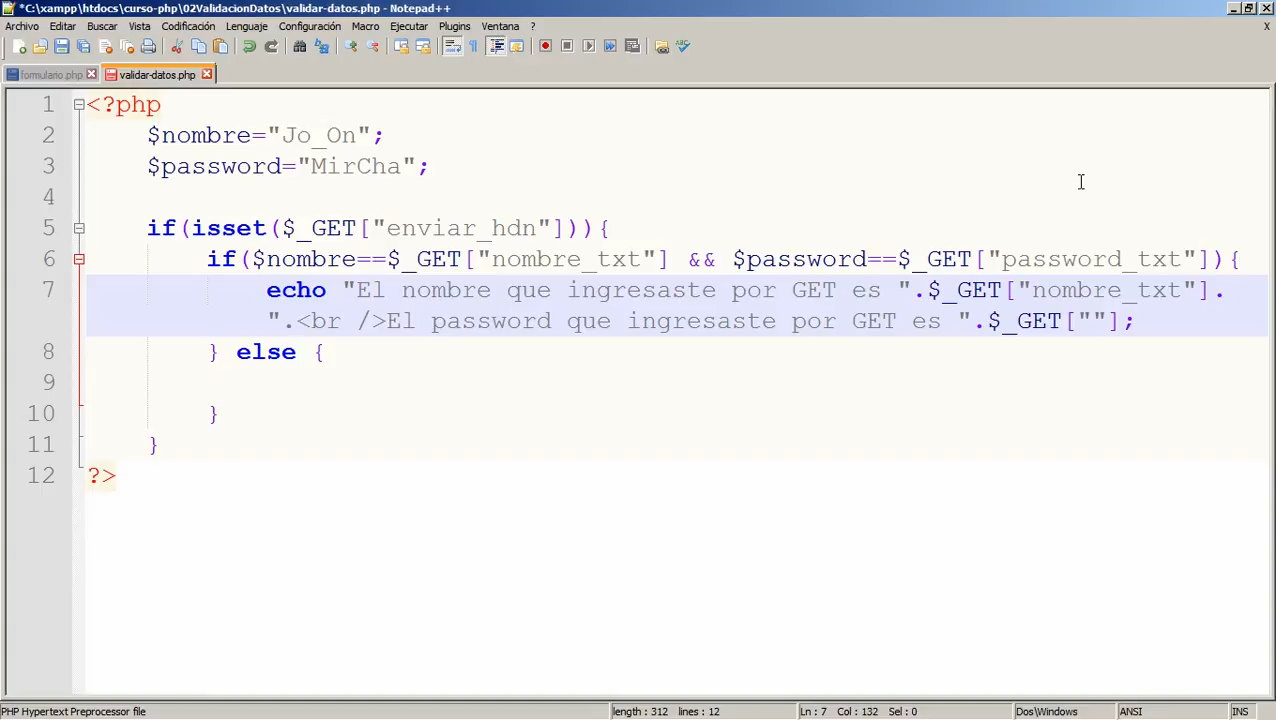 *C:\xampp\htdocs\curso-php\02ValidacionDatos\validar-datos.php - Notepad++
Archivo Editar Buscar Vista Codificación Lenguaje Configuración Macro Ejecutar Plugins Ventana ? X
formulario.php validar-datos.php
1 <?php
2 $nombre="Jo_On";
3 $password="MirCha";
4
5 if(isset($_GET["enviar_hdn"])){
6 if($nombre==$_GET["nombre_txt"] && $password==$_GET["password_txt"]){
7 echo "El nombre que ingresaste por GET es ".$_GET["nombre_txt"].
".<br />El password que ingresaste por GET es ".$_GET[""];
8 } else {
9
10 }
11 }
12 ?>
PHP Hypertext Preprocessor file length : 312 lines : 12 Ln : 7 Col : 132 Sel : 0 Dos\Windows ANSI INS